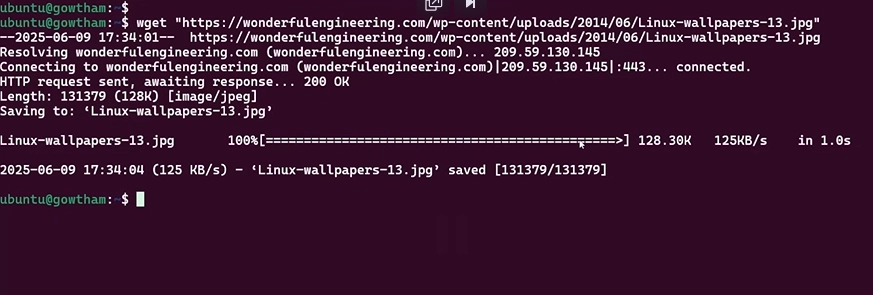 ubuntu@gowtham:~$
ubuntu@gowtham:~$ wget "https://wonderfulengineering.com/wp-content/uploads/2014/06/Linux-wallpapers-13.jpg"
--2025-06-09 17:34:01--  https://wonderfulengineering.com/wp-content/uploads/2014/06/Linux-wallpapers-13.jpg
Resolving wonderfulengineering.com (wonderfulengineering.com)... 209.59.130.145
Connecting to wonderfulengineering.com (wonderfulengineering.com)|209.59.130.145|:443... connected.
HTTP request sent, awaiting response... 200 OK
Length: 131379 (128K) [image/jpeg]
Saving to: ‘Linux-wallpapers-13.jpg’
Linux-wallpapers-13.jpg       100%[===============================================>] 128.30K   125KB/s    in 1.0s
2025-06-09 17:34:04 (125 KB/s) - ‘Linux-wallpapers-13.jpg’ saved [131379/131379]
ubuntu@gowtham:~$